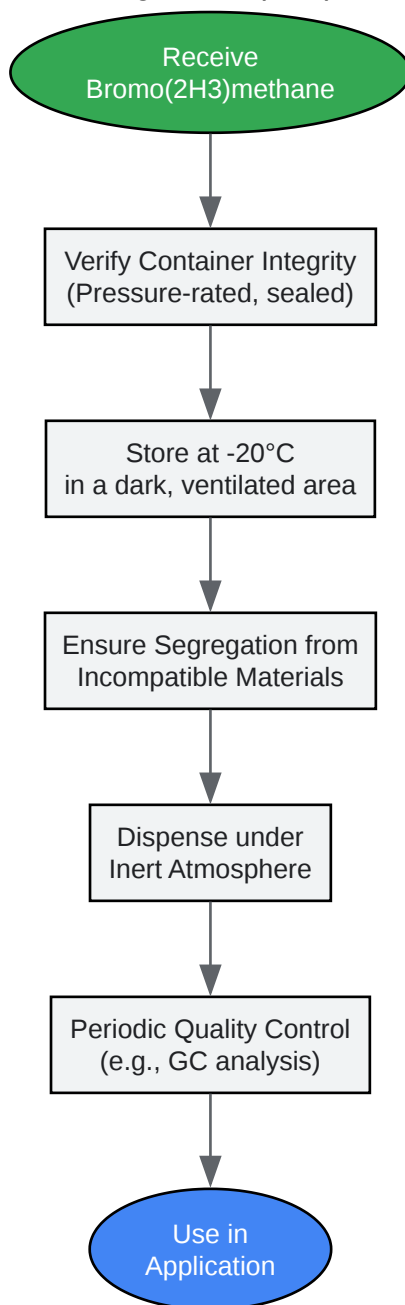 Receive
Bromo(2H3)methane
Verify Container Integrity
(Pressure-rated, sealed)
Store at -20°C
in a dark, ventilated area
Ensure Segregation from
Incompatible Materials
Dispense under
Inert Atmosphere
Periodic Quality Control
(e.g., GC analysis)
Use in
Application